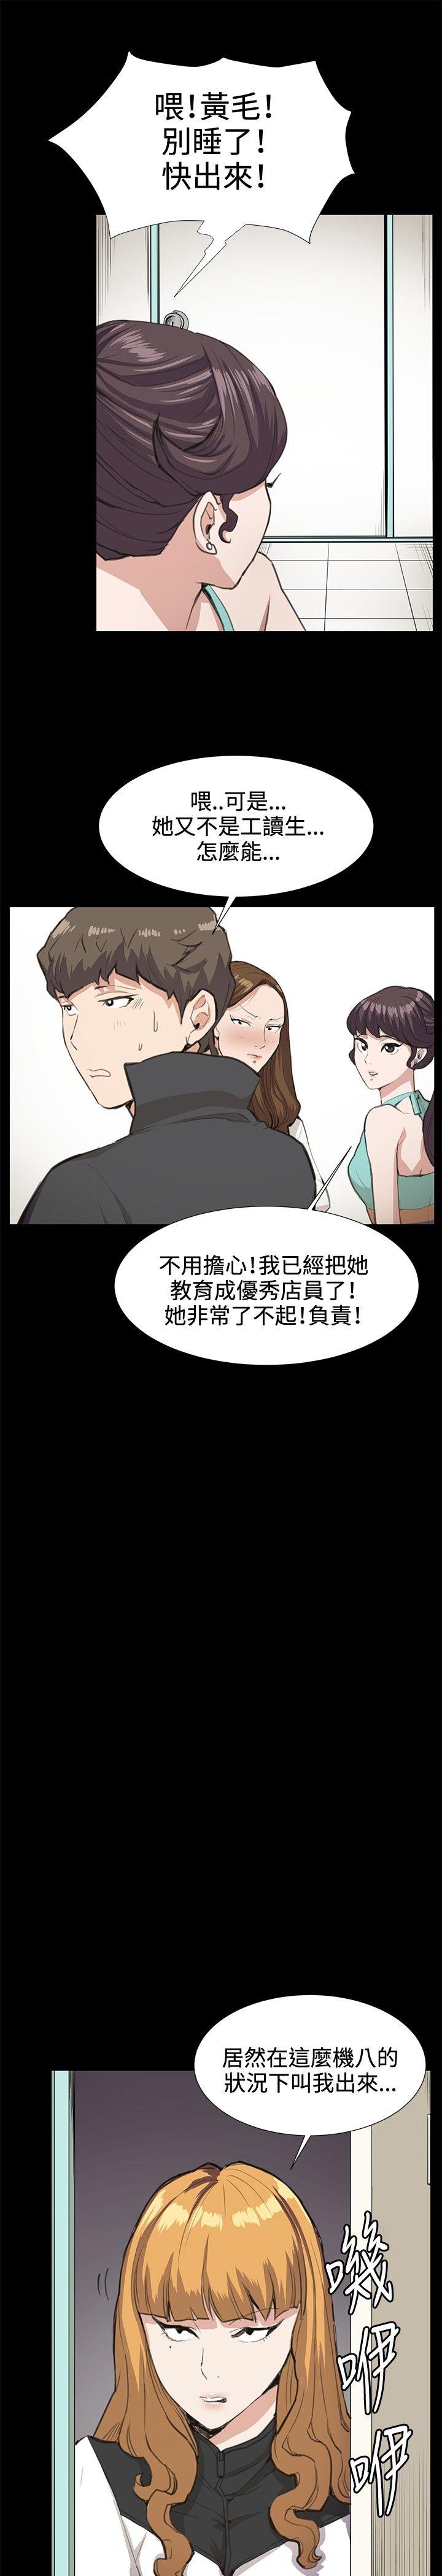 喂！黃毛！
別睡了！
快出來！
喂..可是...
她又不是工讀生...
怎麼能...
不用擔心！我已經把她
教育成優秀店員了！
她非常了不起！負責！
居然在這麼機八的
狀況下叫我出來...
嘰
咿
咿